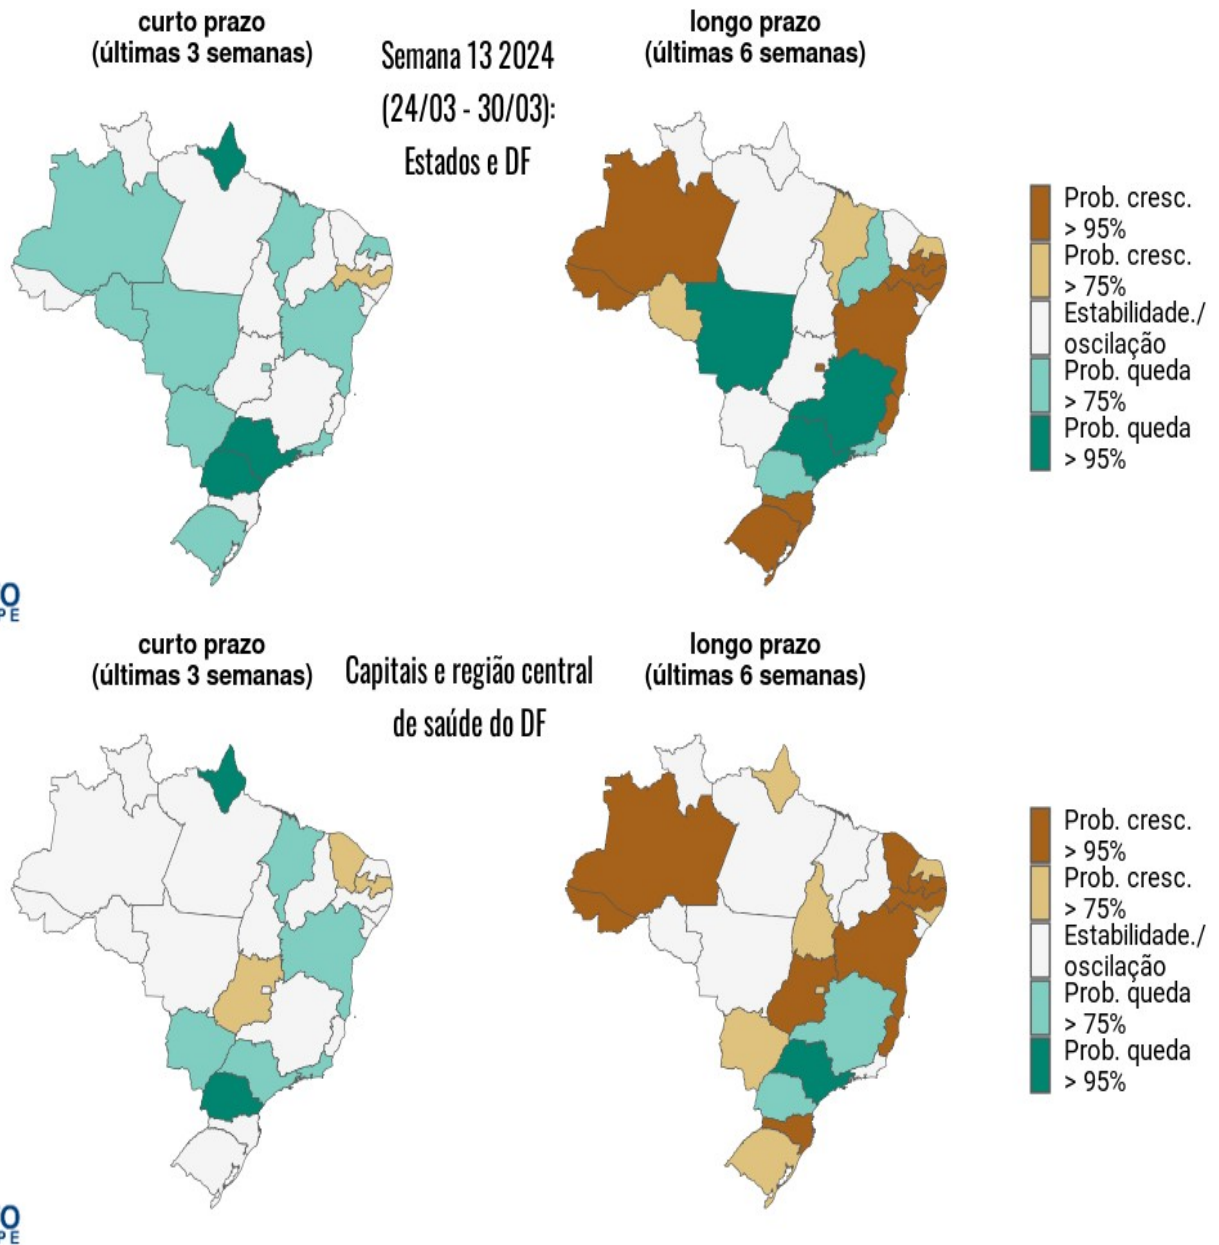 curto prazo
(últimas 3 semanas)
Semana 13 2024
(24/03 - 30/03):
Estados e DF
longo prazo
(últimas 6 semanas)
Prob. cresc.
> 95%
Prob. cresc.
> 75%
Estabilidade./
oscilação
Prob. queda
> 75%
Prob. queda
> 95%
O
PE
curto prazo
(últimas 3 semanas)
Capitais e região central
de saúde do DF
longo prazo
(últimas 6 semanas)
Prob. cresc.
> 95%
Prob. cresc.
> 75%
Estabilidade./
oscilação
Prob. queda
> 75%
Prob. queda
> 95%
O
PE